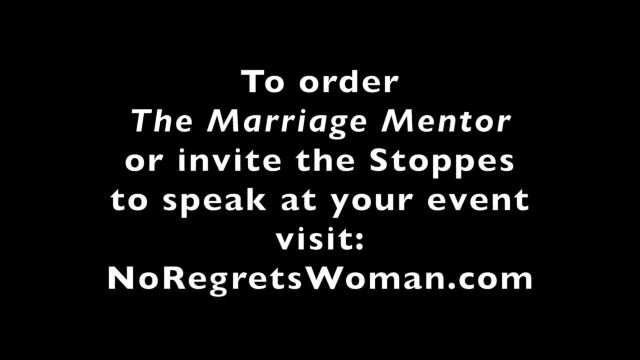 To order
The Marriage Mentor
or invite the Stoppes
to speak at your event
visit:
NoRegretsWoman.com